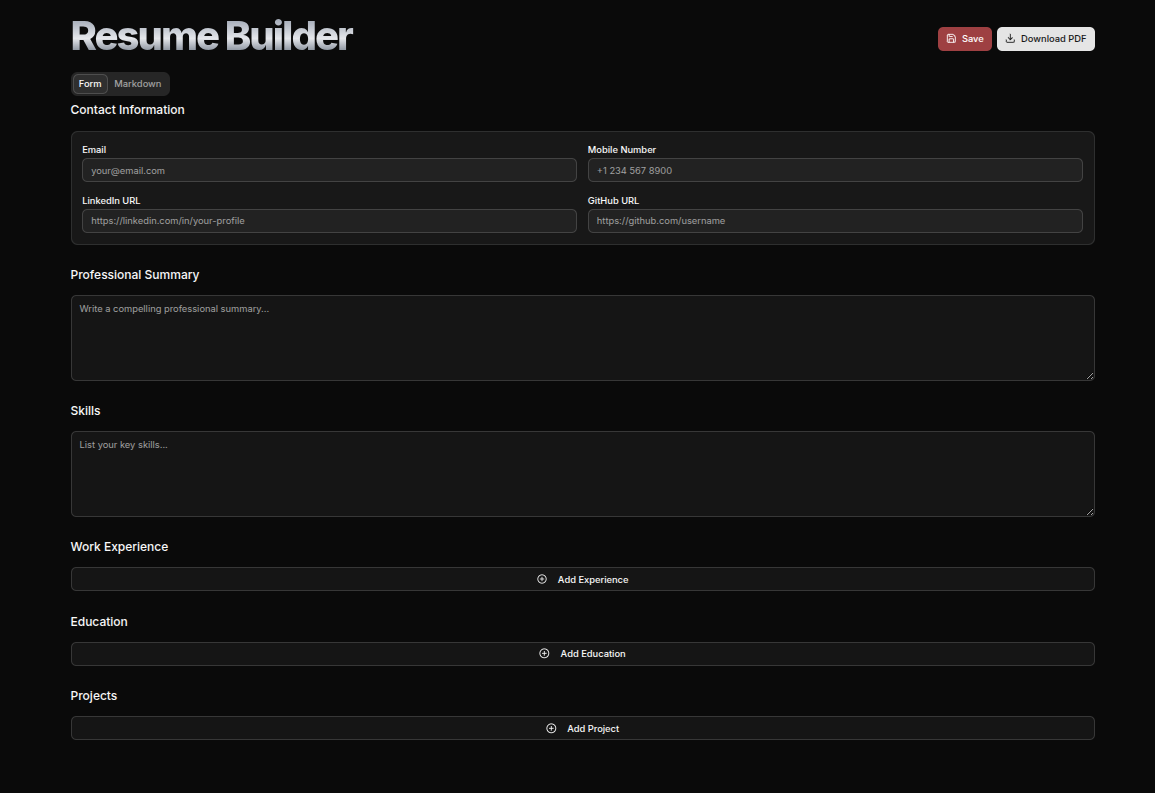 Resume Builder
Save
Download PDF
Form
Markdown
Contact Information
Email
Mobile Number
your@email.com
+1 234 567 8900
LinkedIn URL
GitHub URL
https://linkedin.com/in/your-profile
https://github.com/username
Professional Summary
Write a compelling professional summary...
Skills
List your key skills...
Work Experience
Add Experience
Education
Add Education
Projects
Add Project